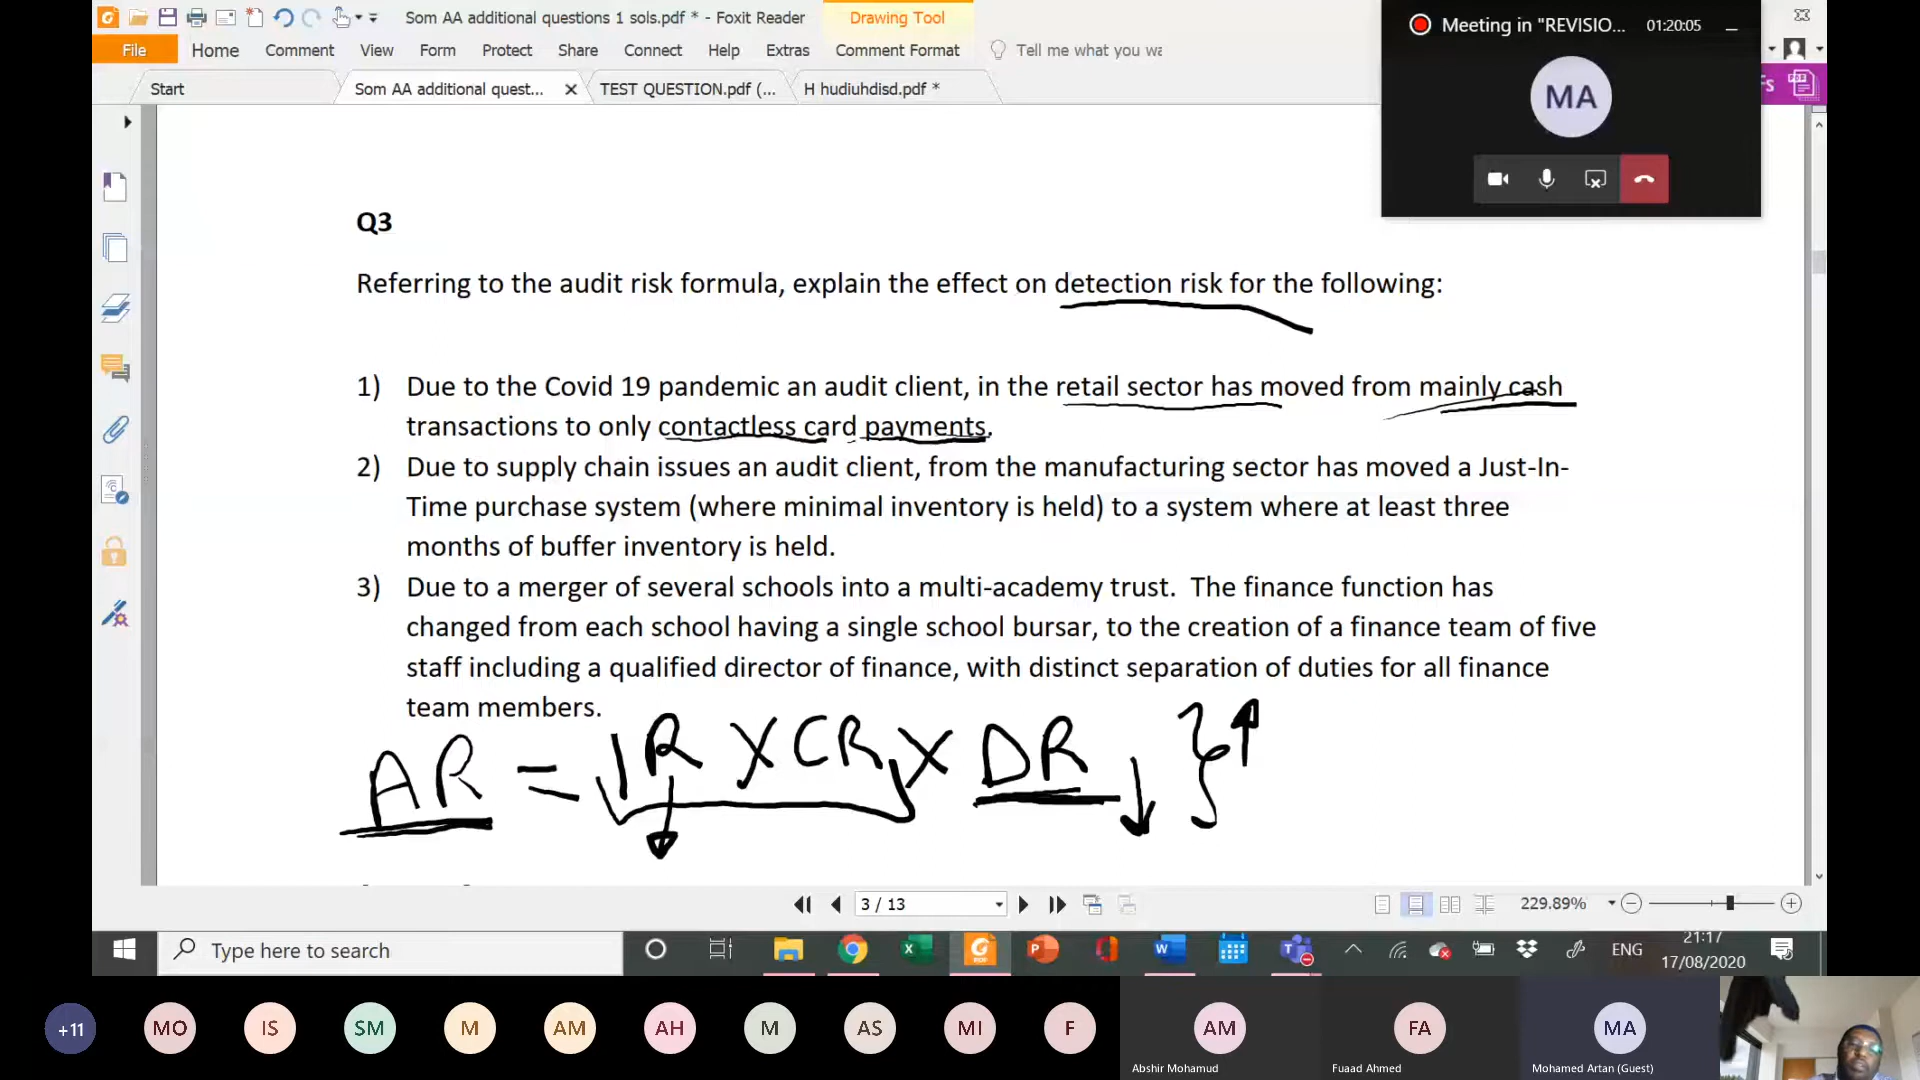 Som AA additional questions 1 sols.pdf * - Foxit Reader
Drawing Tool
File Home Comment View Form Protect Share Connect Help Extras Comment Format Tell me what you wa
Start Som AA additional quest... TEST QUESTION.pdf (... H hudiuhdisd.pdf *
Meeting in "REVISIO... 01:20:05
MA
Fs
Q3
Referring to the audit risk formula, explain the effect on detection risk for the following:
1) Due to the Covid 19 pandemic an audit client, in the retail sector has moved from mainly cash
transactions to only contactless card payments.
2) Due to supply chain issues an audit client, from the manufacturing sector has moved a Just-In-
Time purchase system (where minimal inventory is held) to a system where at least three
months of buffer inventory is held.
3) Due to a merger of several schools into a multi-academy trust. The finance function has
changed from each school having a single school bursar, to the creation of a finance team of five
staff including a qualified director of finance, with distinct separation of duties for all finance
team members.
AR = IR X CR X DR
3 / 13
229.89%
Type here to search
ENG
21:17
17/08/2020
+11 MO IS SM M AM AH M AS MI F AM FA MA
Abshir Mohamud Fuaad Ahmed Mohamed Artan (Guest)